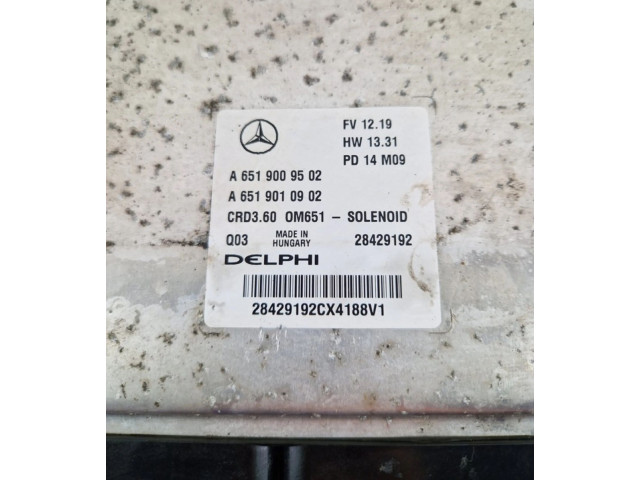 FV 12.19
HW 13.31
PD 14 M09
A 651 900 95 02
A 651 901 09 02
CRD3.60 OM651 - SOLENOID
Q03 MADE IN HUNGARY 28429192
DELPHI
28429192CX4188V1